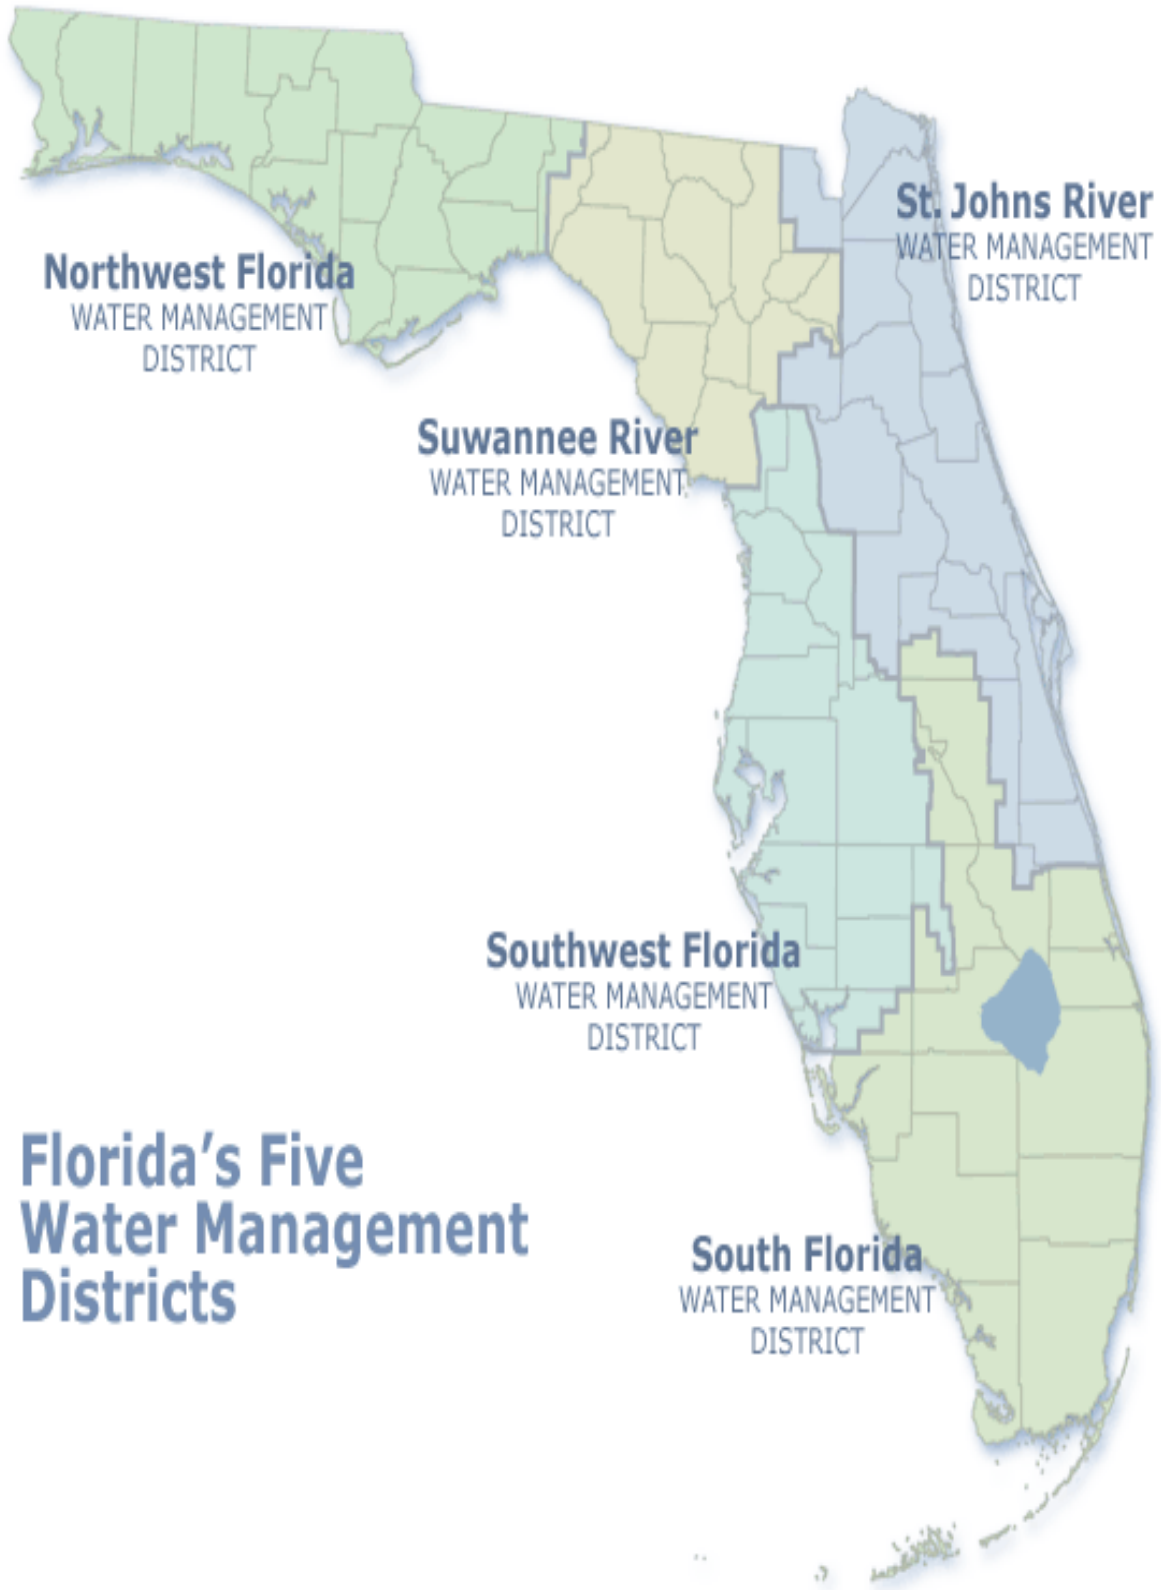 St. Johns River
WATER MANAGEMENT
DISTRICT
Northwest Florida
WATER MANAGEMENT
DISTRICT
Suwannee River
WATER MANAGEMENT
DISTRICT
Southwest Florida
WATER MANAGEMENT
DISTRICT
Florida’s Five
Water Management
Districts
South Florida
WATER MANAGEMENT
DISTRICT